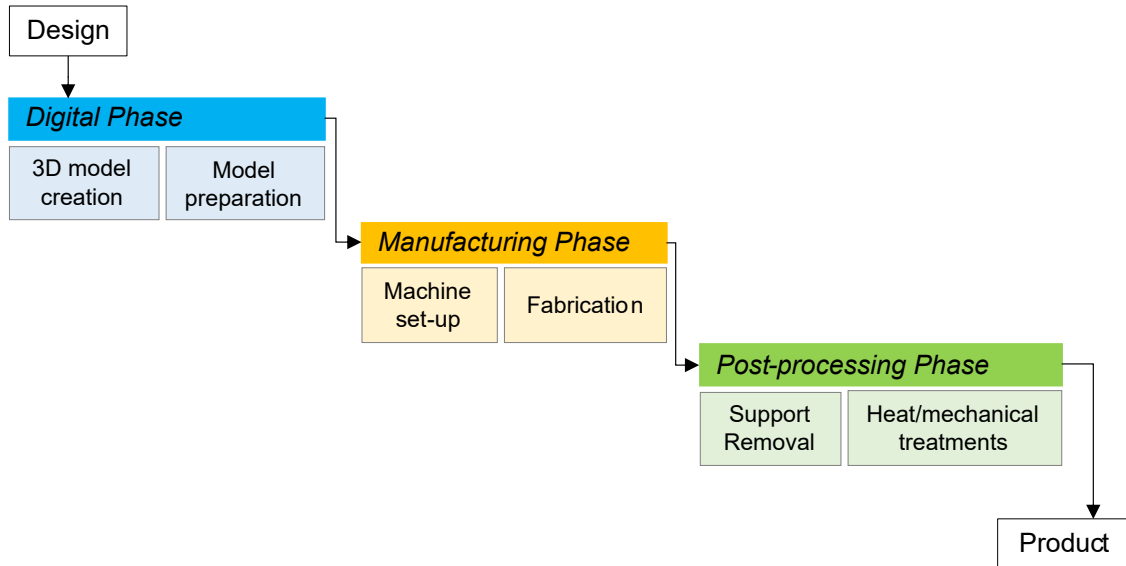 Design
Digital Phase
3D model
creation
Model
preparation
Manufacturing Phase
Machine
set-up
Fabrication
Post-processing Phase
Support
Removal
Heat/mechanical
treatments
Product